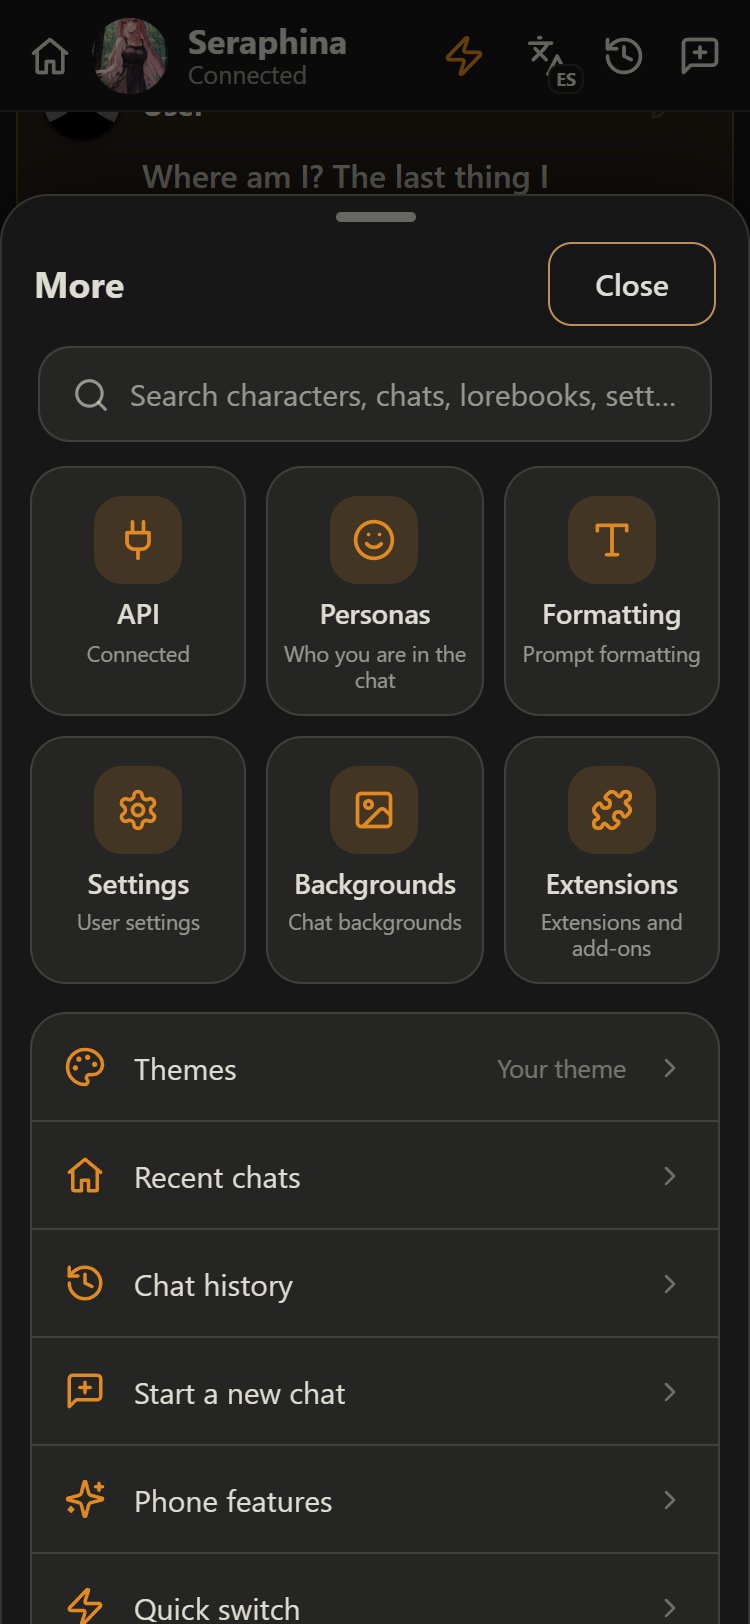 Seraphina
Connected
ES
User
Where am I? The last thing I
More
Close
Search characters, chats, lorebooks, sett...
API
Connected
Personas
Who you are in the
chat
Formatting
Prompt formatting
Settings
User settings
Backgrounds
Chat backgrounds
Extensions
Extensions and
add-ons
Themes
Your theme
Recent chats
Chat history
Start a new chat
Phone features
Quick switch